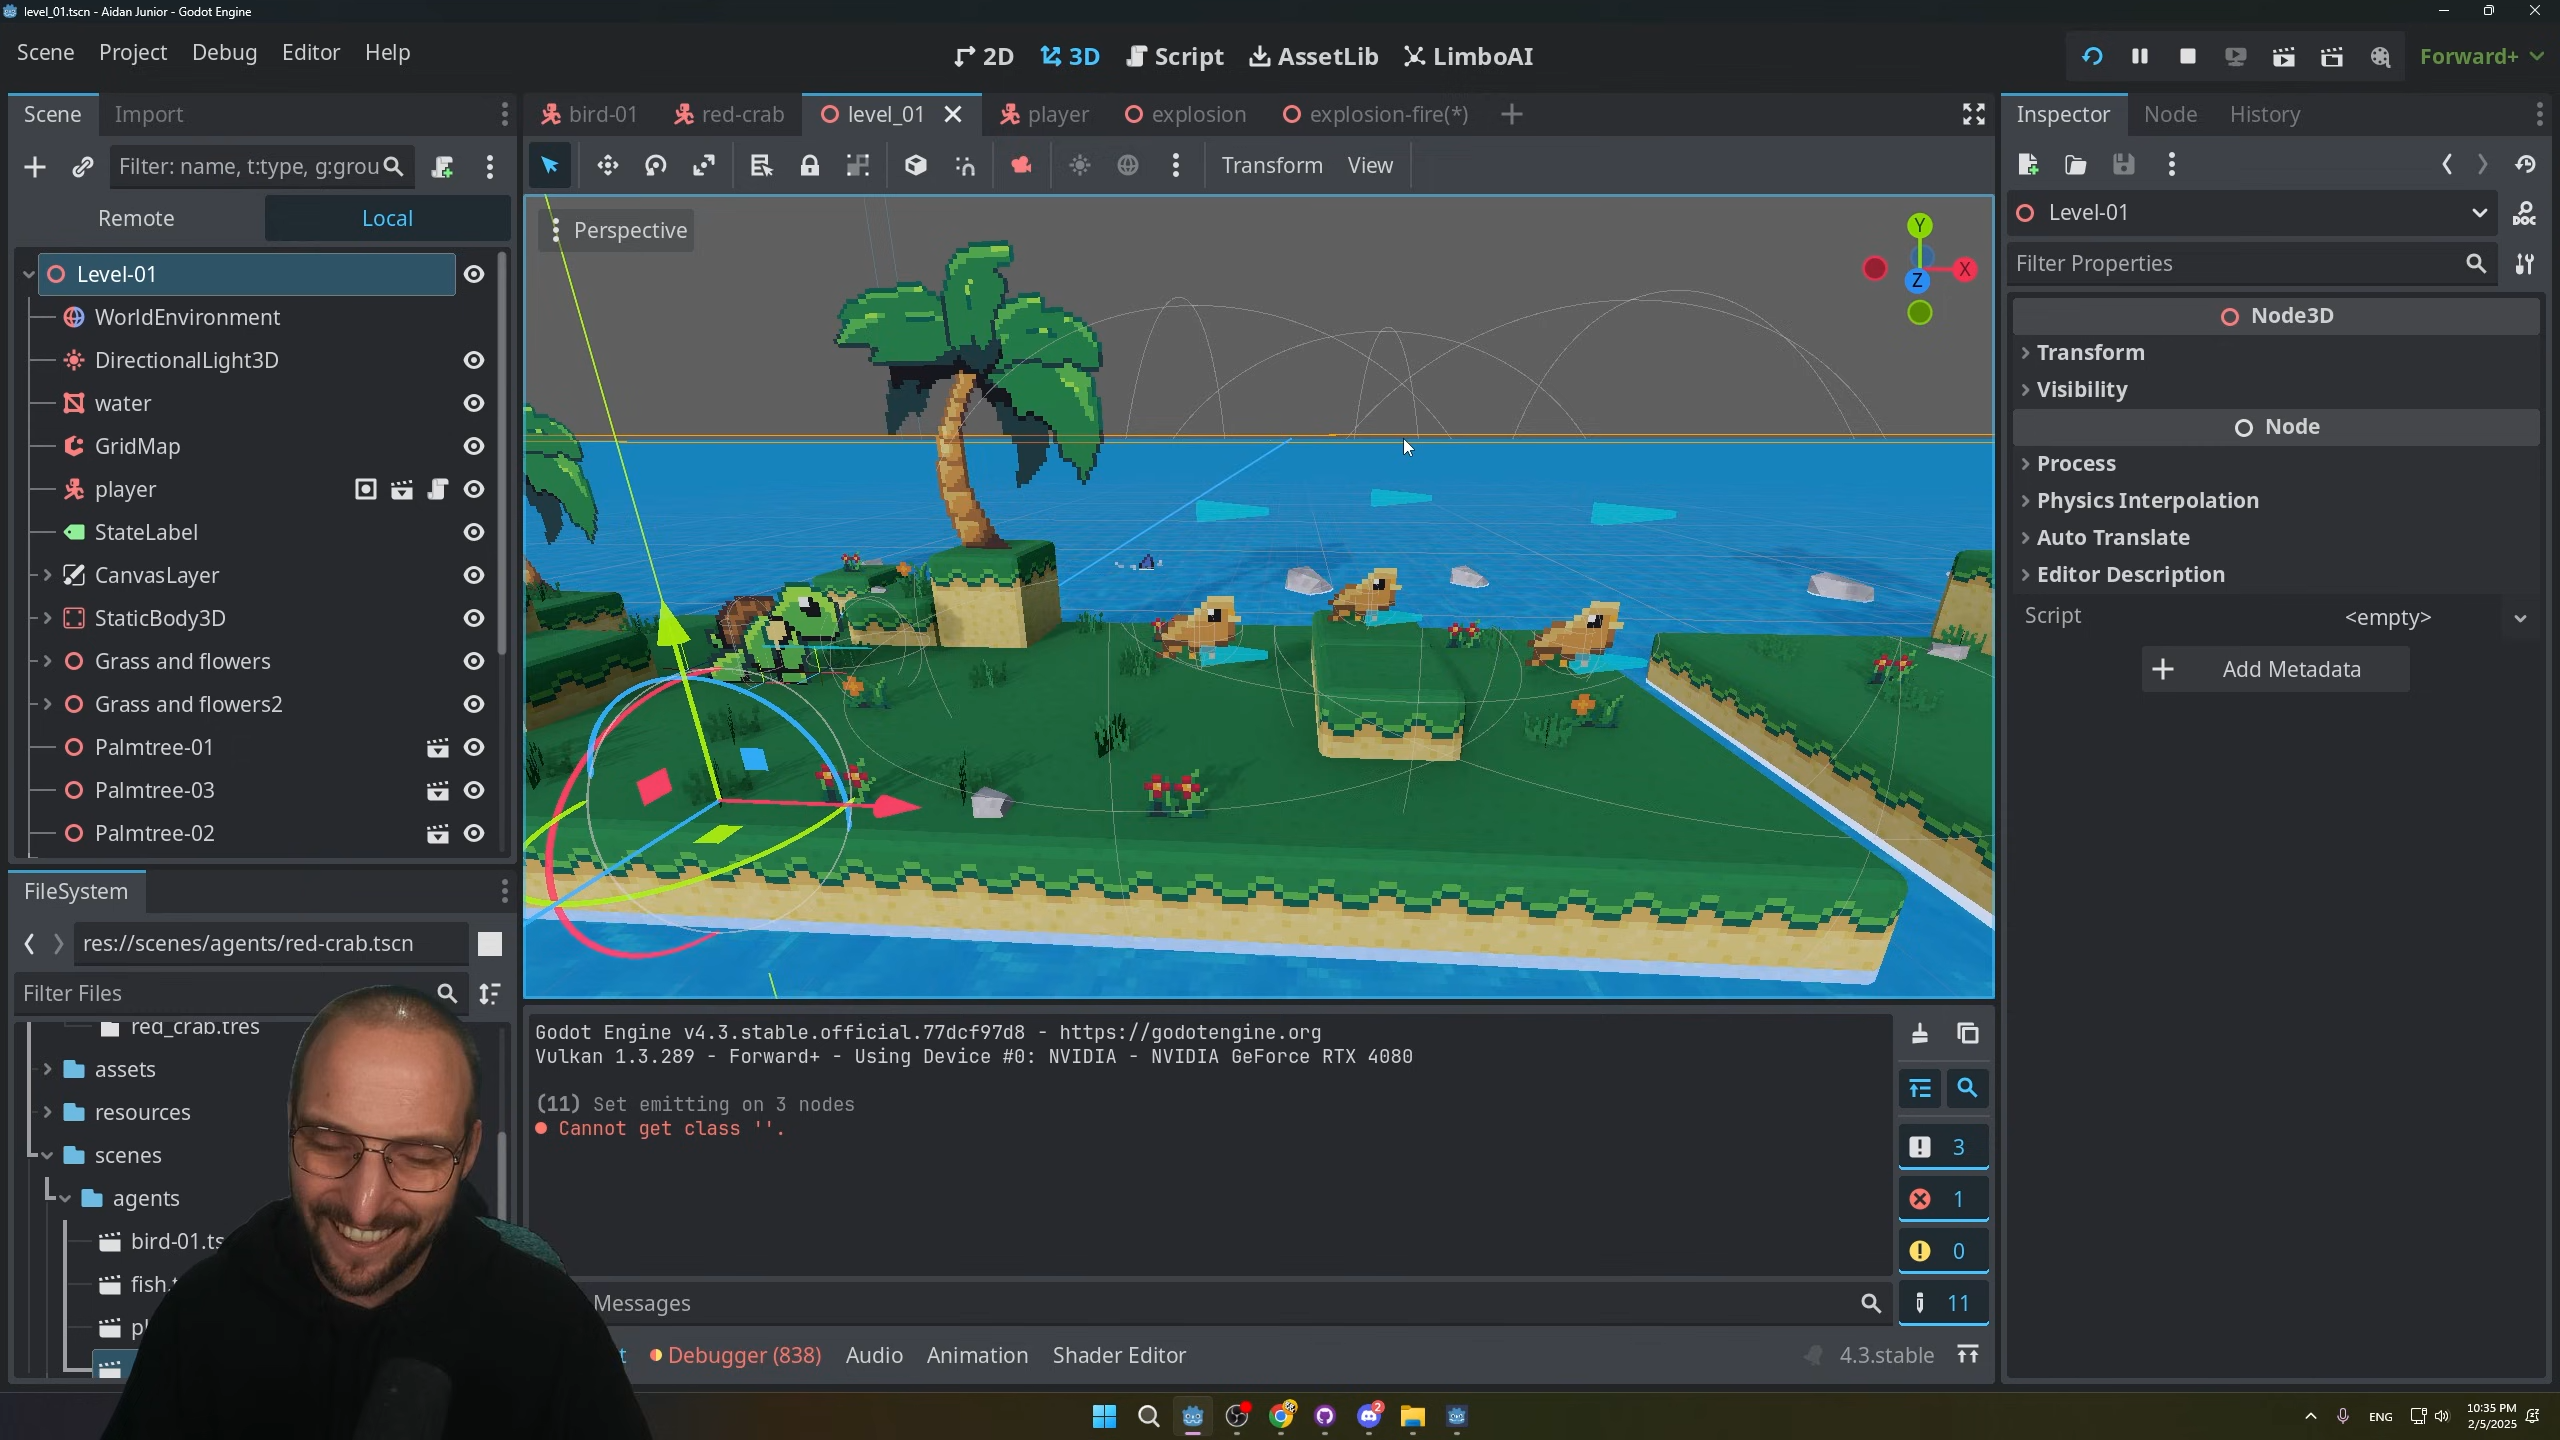 level_01.tscn - Aidan Junior - Godot Engine
Scene Project Debug Editor Help
2D 3D Script AssetLib LimboAI
Forward+
Scene Import
bird-01 red-crab level_01 player explosion explosion-fire(*)
Inspector Node History
Filter: name, t:type, g:grou
Transform View
Remote Local
Level-01
Perspective
Y
X
Z
Filter Properties
DOC
Level-01
WorldEnvironment
DirectionalLight3D
water
GridMap
player
StateLabel
CanvasLayer
StaticBody3D
Grass and flowers
Grass and flowers2
Palmtree-01
Palmtree-03
Palmtree-02
Node3D
Transform
Visibility
Node
Process
Physics Interpolation
Auto Translate
Editor Description
Script <empty>
Add Metadata
FileSystem
res://scenes/agents/red-crab.tscn
Filter Files
red_crab.tres
assets
resources
scenes
agents
bird-01.ts
fish.
pl
Godot Engine v4.3.stable.official.77dcf97d8 - https://godotengine.org
Vulkan 1.3.289 - Forward+ - Using Device #0: NVIDIA - NVIDIA GeForce RTX 4080
(11) Set emitting on 3 nodes
Cannot get class ''.
3
1
0
11
Messages
t Debugger (838) Audio Animation Shader Editor
4.3.stable
2
ENG
10:35 PM
2/5/2025